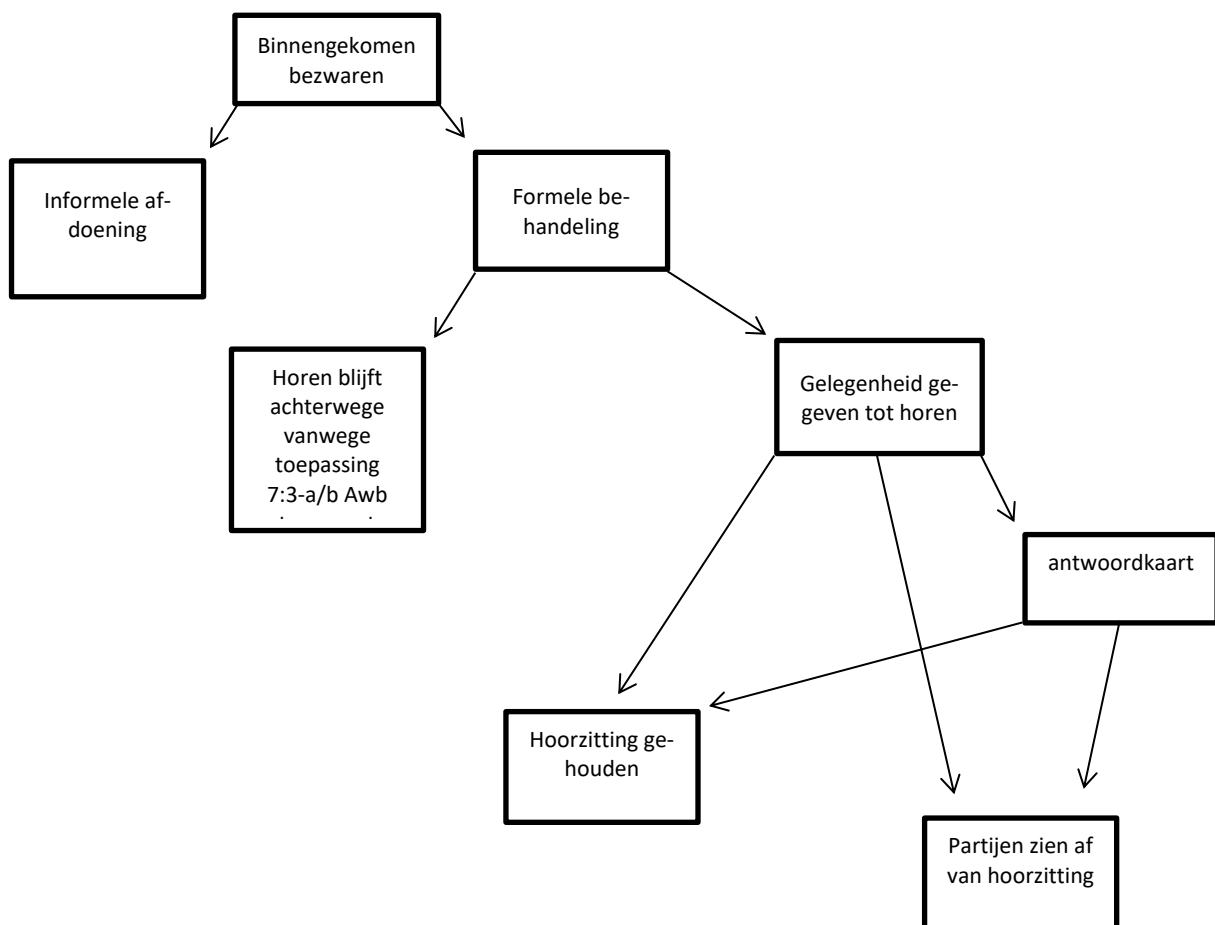 Binnengekomen
bezwaren
Informele af-
doening
Formele be-
handeling
Horen blijft
achterwege
vanwege
toepassing
7:3-a/b Awb
Gelegenheid ge-
geven tot horen
antwoordkaart
Hoorzitting ge-
houden
Partijen zien af
van hoorzitting